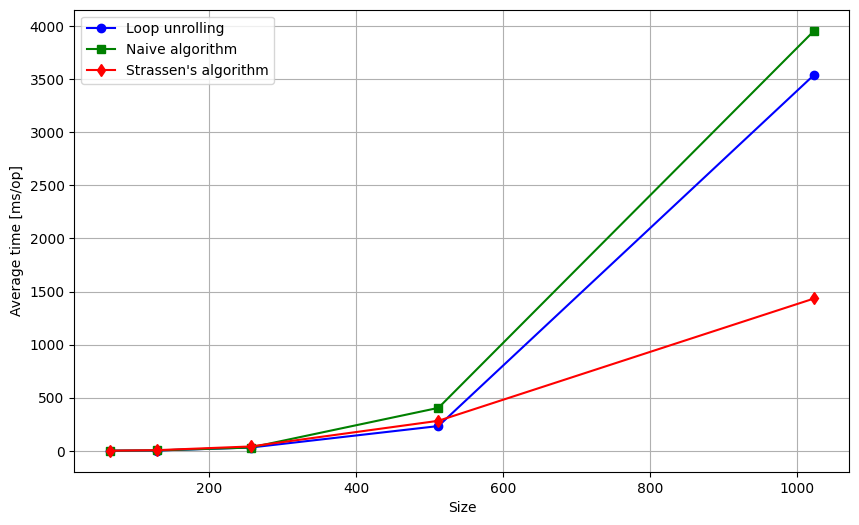 Loop unrolling
Naive algorithm
Strassen's algorithm
Average time [ms/op]
4000
3500
3000
2500
2000
1500
1000
500
0
200
400
600
800
1000
Size